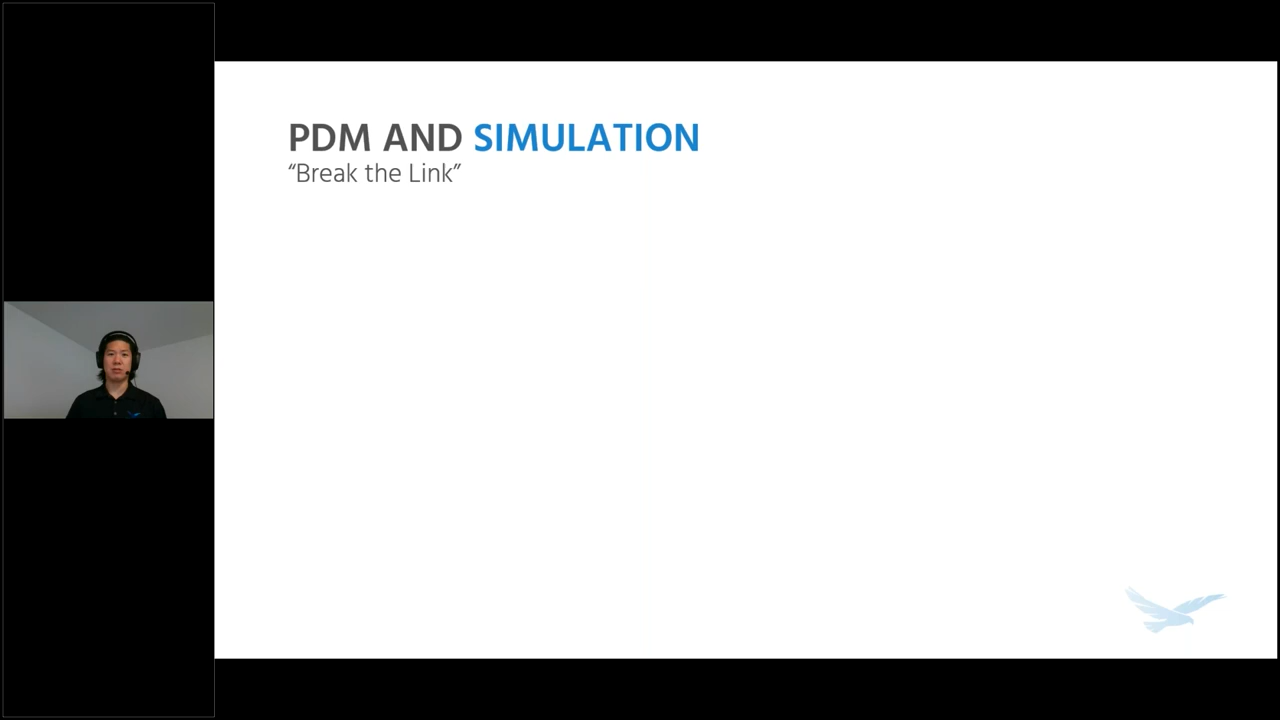 PDM AND SIMULATION
“Break the Link”